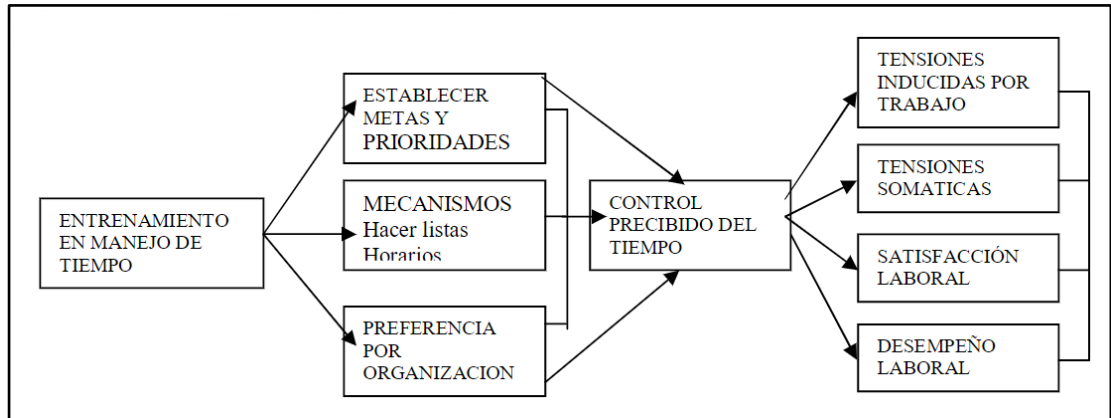 ENTRENAMIENTO
EN MANEJO DE
TIEMPO
ESTABLECER
METAS Y
PRIORIDADES
MECANISMOS
Hacer listas
Horarios
PREFERENCIA
POR
ORGANIZACION
CONTROL
PRECIBIDO DEL
TIEMPO
TENSIONES
INDUCIDAS POR
TRABAJO
TENSIONES
SOMATICAS
SATISFACCIÓN
LABORAL
DESEMPEÑO
LABORAL